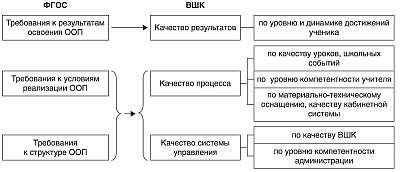 ФГОС
ВШК
Требования к результатам
освоения ООП
Качество результатов
по уровню и динамике достижений
ученика
Требования к условиям
реализации ООП
Качество процесса
по качеству уроков, школьных
событий
по уровню компетентности учителя
по материально-техническому
оснащению, качеству кабинетной
системы
Требования
к структуре ООП
Качество системы
управления
по качеству ВШК
по уровню компетентности
администрации